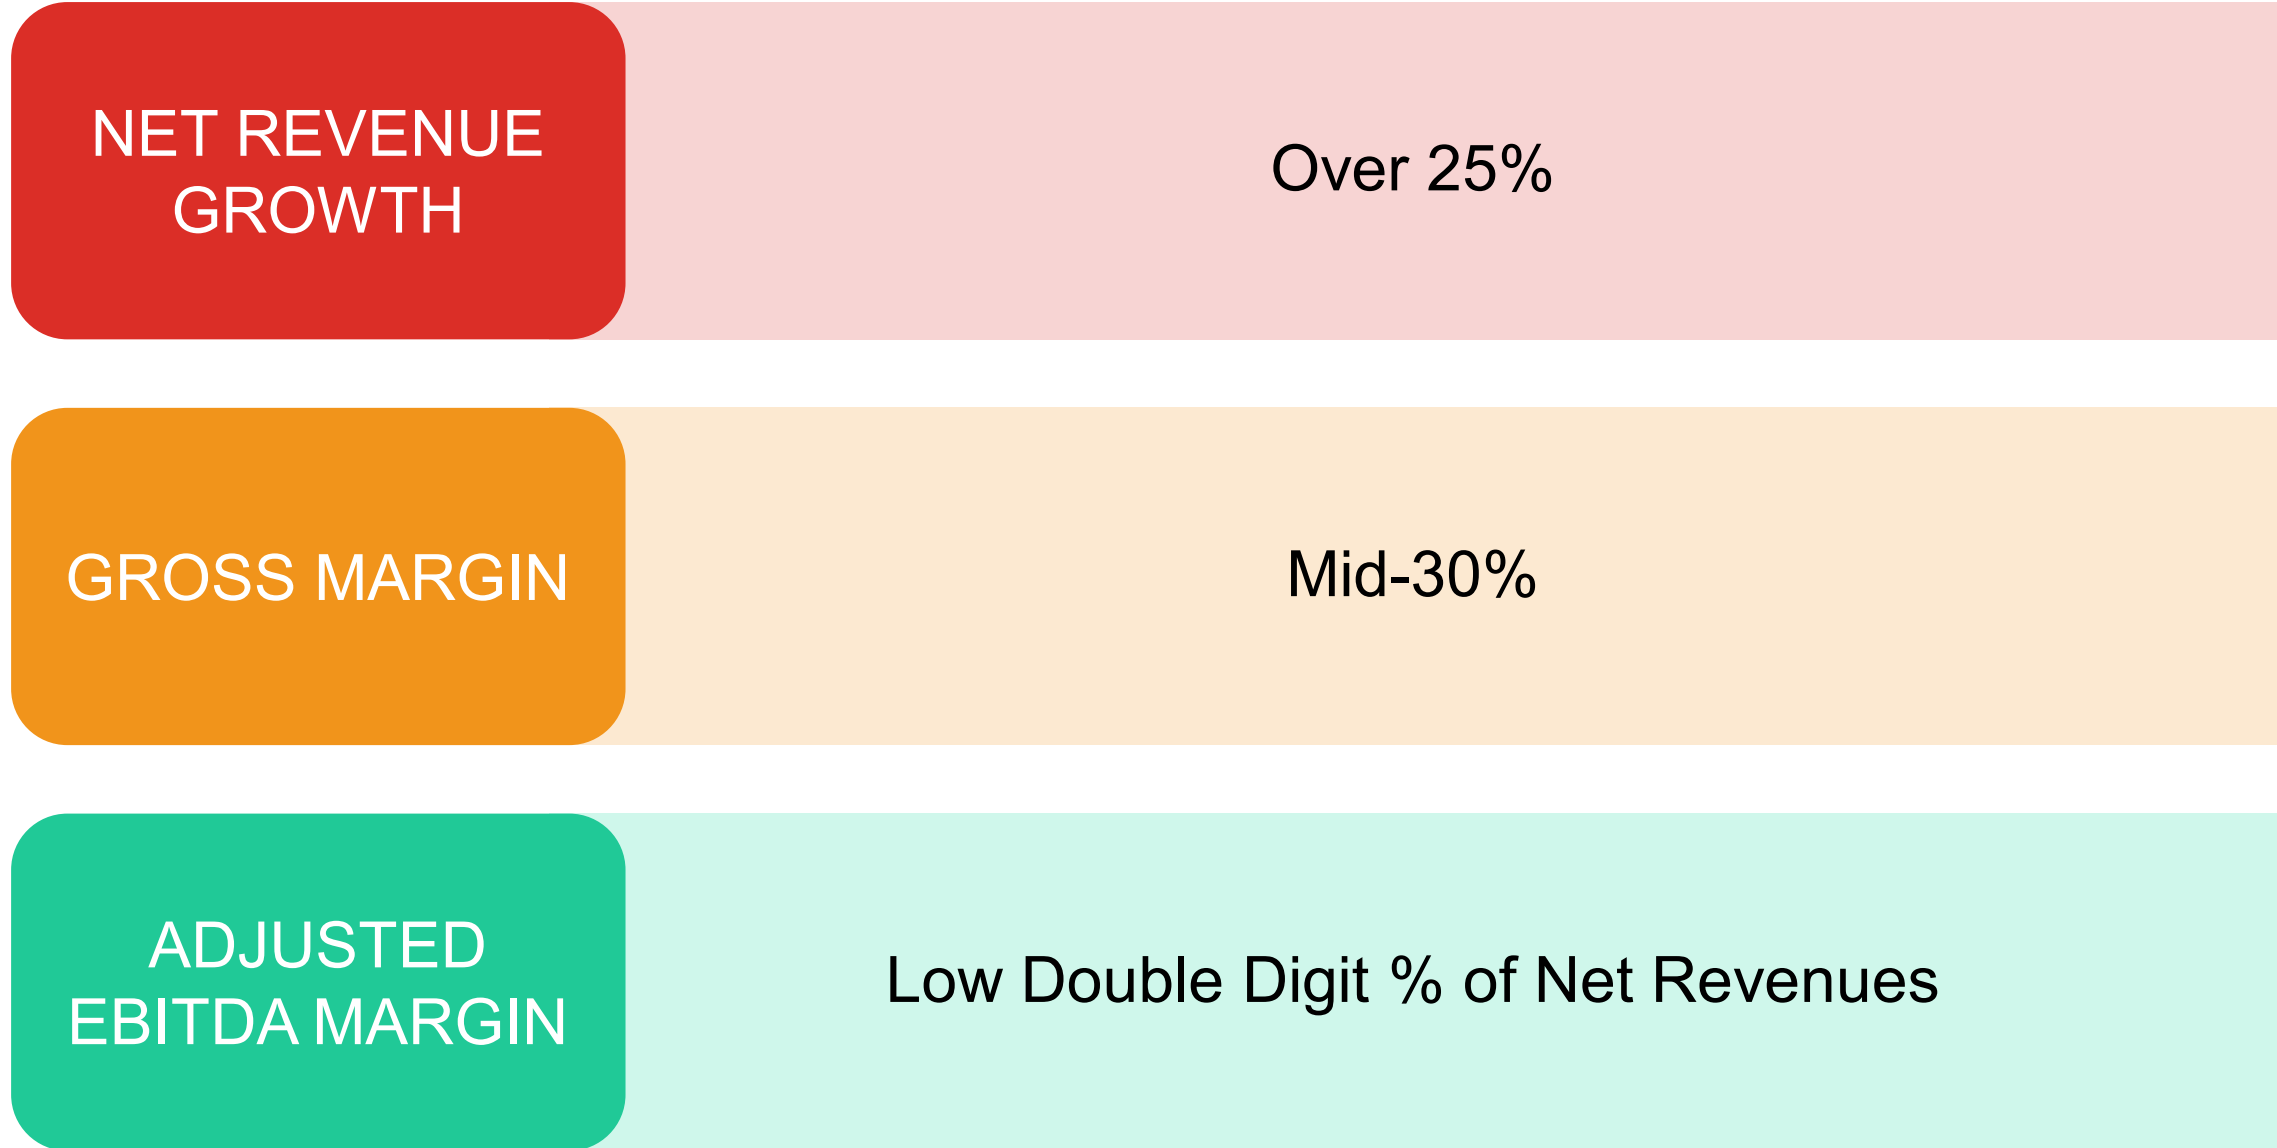 NET REVENUE
GROWTH
Over 25%
GROSS MARGIN
Mid-30%
ADJUSTED
EBITDA MARGIN
Low Double Digit % of Net Revenues